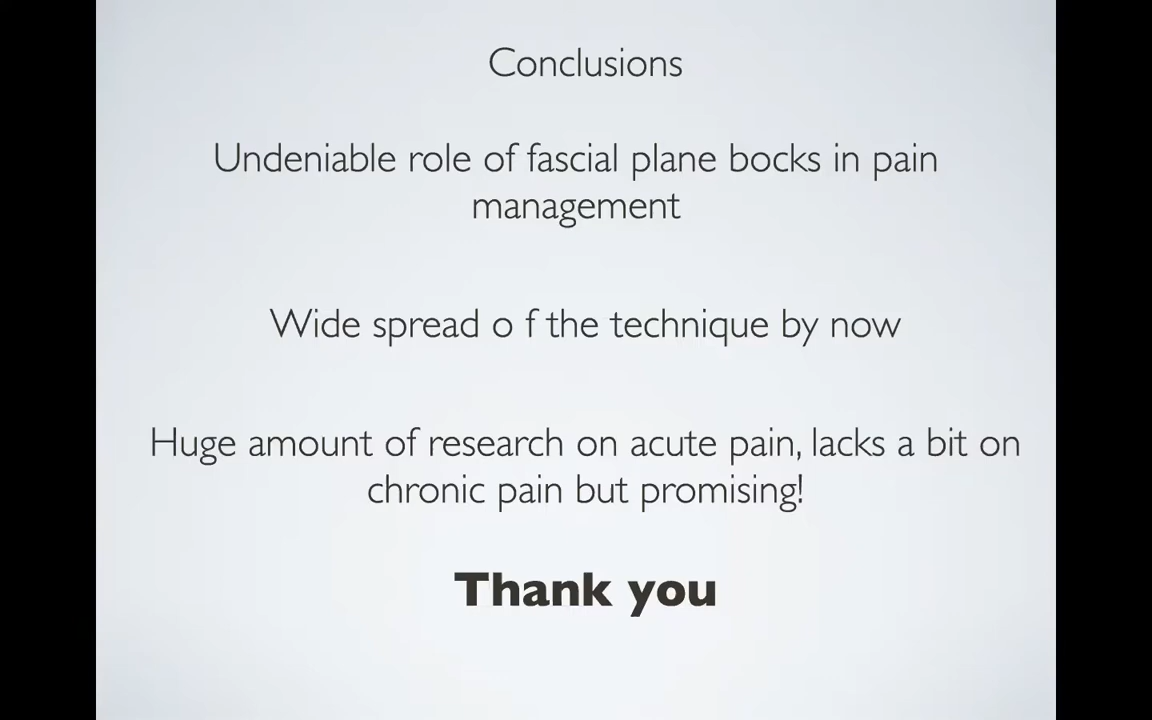 Conclusions
Undeniable role of fascial plane bocks in pain
management
Wide spread o f the technique by now
Huge amount of research on acute pain, lacks a bit on
chronic pain but promising!
Thank you